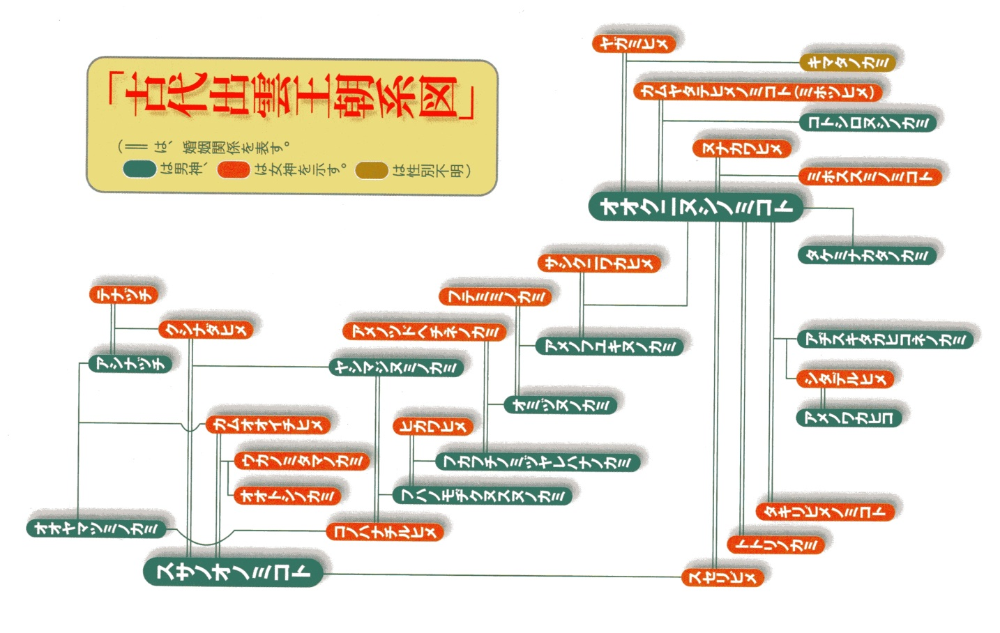 「古代出雲王朝系図」
(＝は、婚姻関係を表す。
は男神、 は女神を示す。 は性別不明)
ヤガミヒメ
キマタノカミ
カムヤタテヒメノミコト(ミホツヒメ)
コトシロヌシノカミ
ヌナカワヒメ
ミホススミノミコト
オオクニヌシノミコト
タケミナカタノカミ
サシクニワカヒメ
フテミミノカミ
テナヅチ
クシナダヒメ
アメノツドヘチネノカミ
アヂスキタカヒコネノカミ
アメノフユキヌノカミ
アシナヅチ
ヤシマジヌミノカミ
シタデルヒメ
オミヅヌノカミ
アメノワカヒコ
カムオオイチヒメ
ヒカワヒメ
ウカノミタマノカミ
フカフチノミヅヤレハナノカミ
オオトシノカミ
フハノモヂクヌスヌノカミ
タキリビメノミコト
オオヤマツミノカミ
コノハナチルヒメ
トトリノカミ
スサノオノミコト
スセリビメ